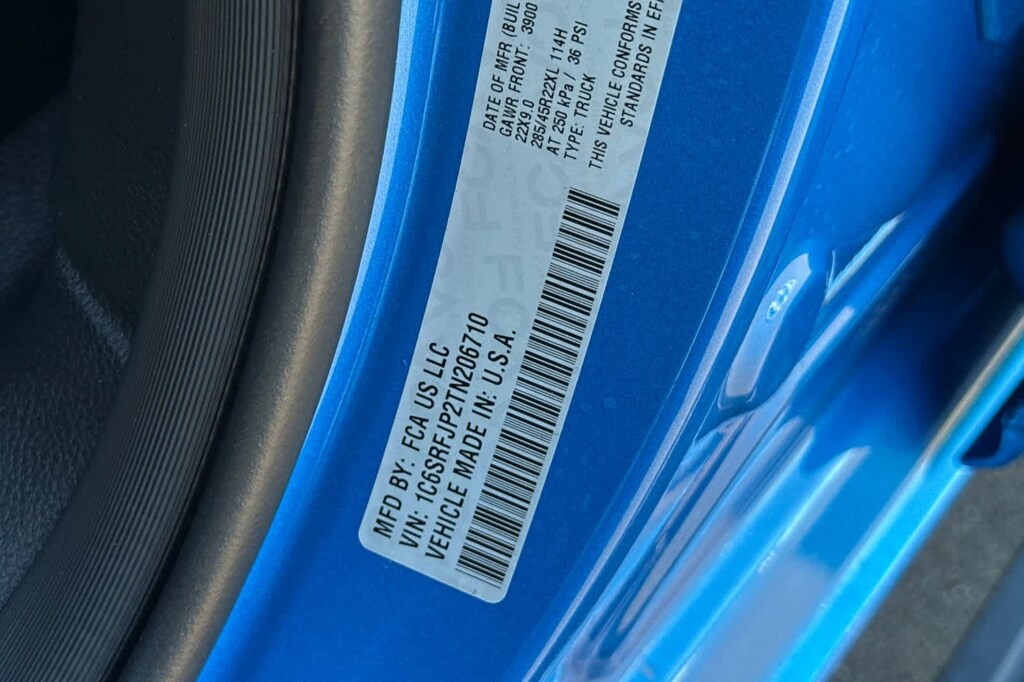 MFD BY: FCA US LLC
VIN: 1C6SRFJP2TN206710
VEHICLE MADE IN: U.S.A.
DATE OF MFR (BUIL
GAWR FRONT: 3900
22X9.0
285/45R22XL 114H
AT 250 kPa / 36 PSI
TYPE: TRUCK
THIS VEHICLE CONFORMS
STANDARDS IN EFF